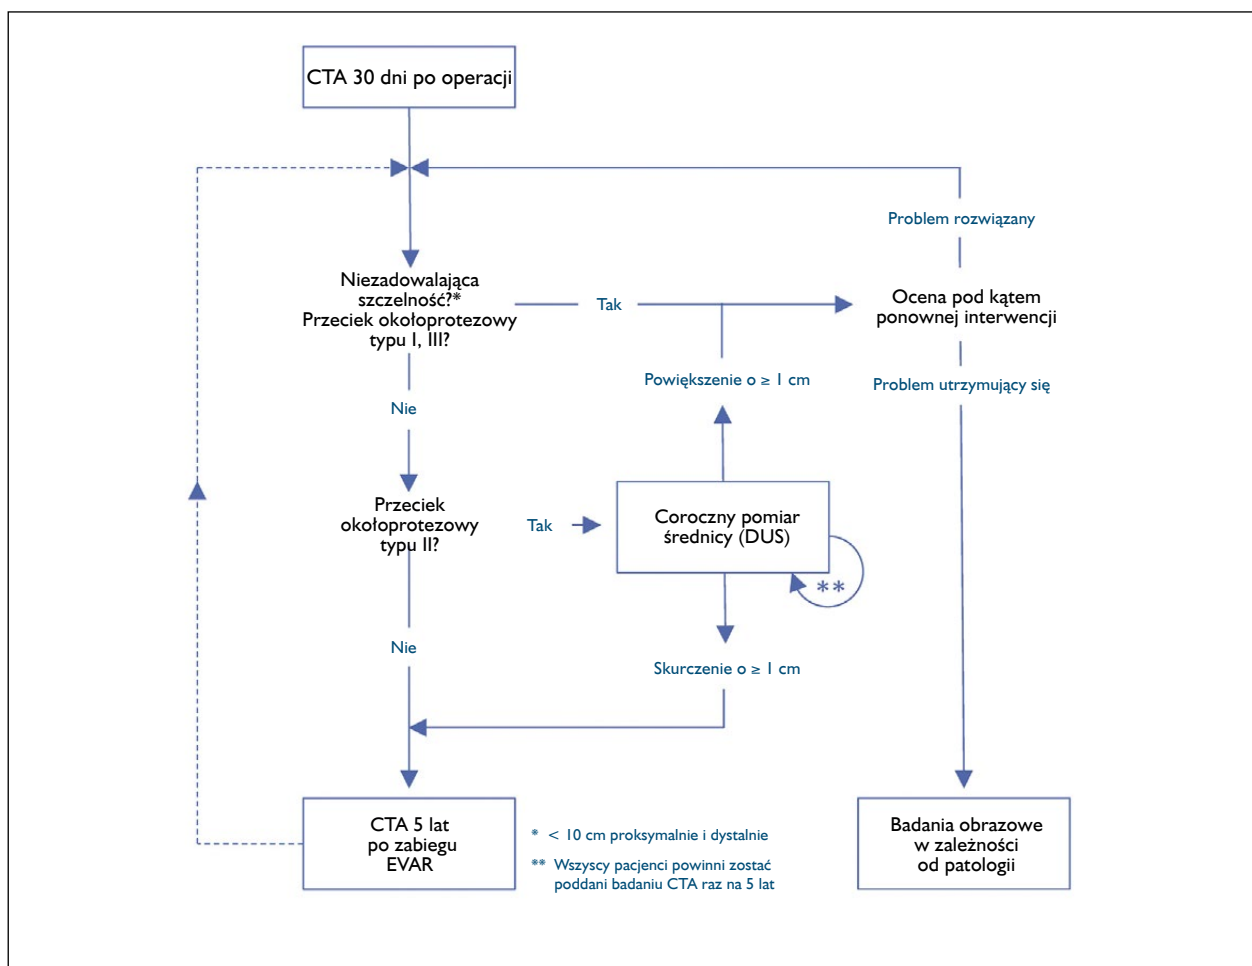 CTA 30 dni po operacji
Problem rozwiązany
Niezadowalająca
szczelność?*
Przeciek okołoprotezowy
typu I, III?
Tak
Ocena pod kątem
ponownej interwencji
Powiększenie o ≥ 1 cm
Problem utrzymujący się
Nie
Przeciek
okołoprotezowy
typu II?
Tak
Coroczny pomiar
średnicy (DUS)
**
Nie
Skurczenie o ≥ 1 cm
CTA 5 lat
po zabiegu
EVAR
* < 10 cm proksymalnie i dystalnie
** Wszyscy pacjenci powinni zostać
poddani badaniu CTA raz na 5 lat
Badania obrazowe
w zależności
od patologii